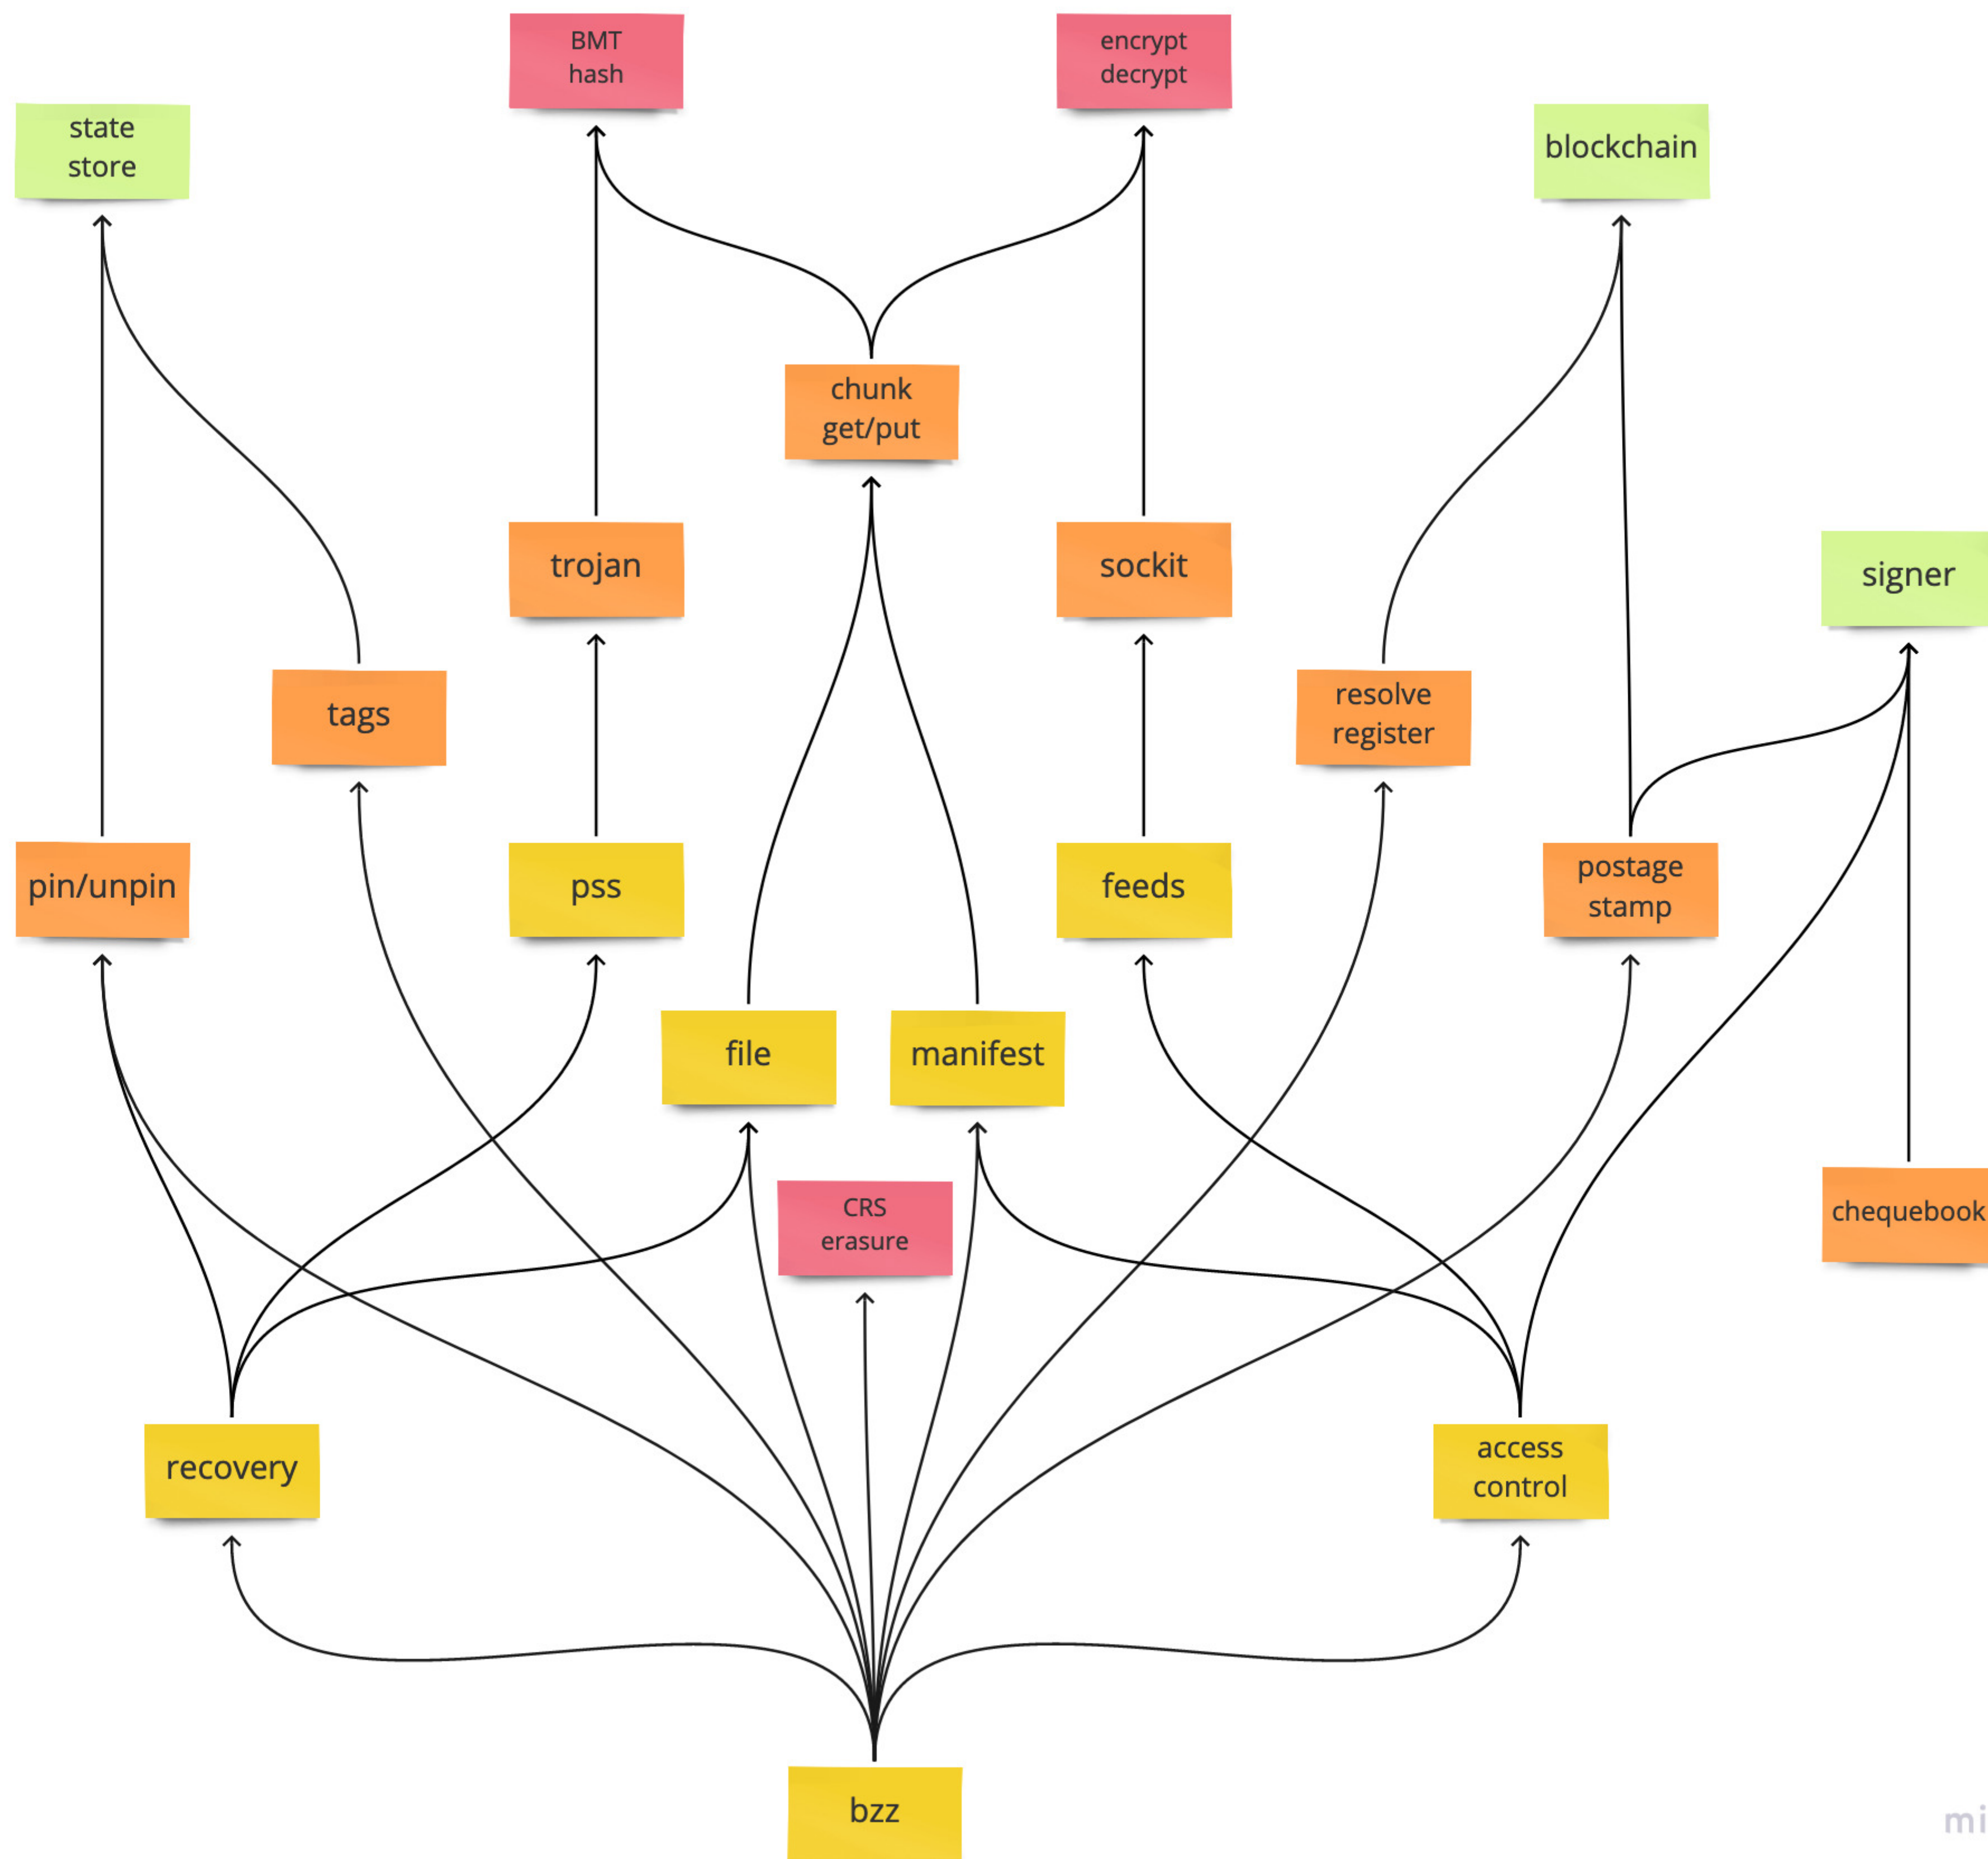 BMT
hash
encrypt
decrypt
state
store
blockchain
chunk
get/put
trojan
sockit
signer
tags
resolve
register
pin/unpin
pss
feeds
postage
stamp
file
manifest
CRS
erasure
chequebook
recovery
access
control
bzz
mi